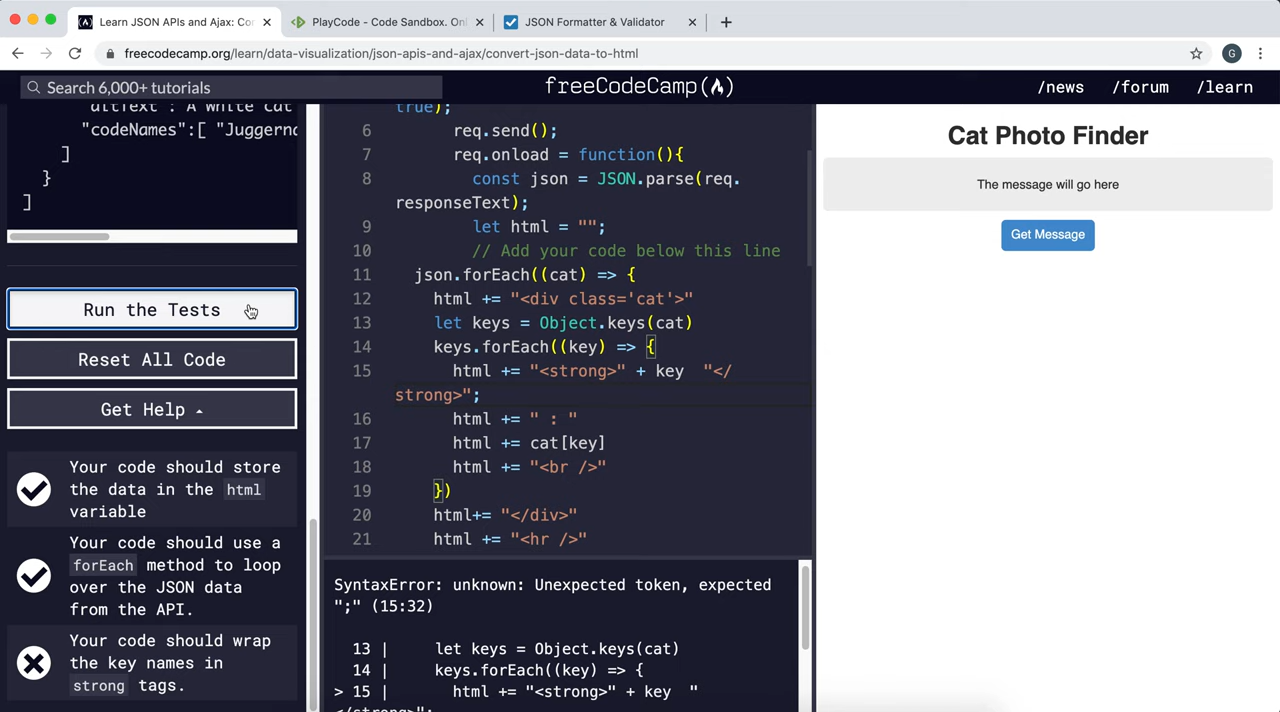 Learn JSON APIs and Ajax: Co
PlayCode - Code Sandbox. Onl
JSON Formatter & Validator
freecodecamp.org/learn/data-visualization/json-apis-and-ajax/convert-json-data-to-html
G
Search 6,000+ tutorials
freeCodeCamp
/news
/forum
/learn
"altText": "A white cat
"codeNames":[ "Juggerna
]
}
]
Run the Tests
Reset All Code
Get Help
Your code should store
the data in the html
variable
Your code should use a
forEach method to loop
over the JSON data
from the API.
Your code should wrap
the key names in
strong tags.
true);
6 req.send();
7 req.onload = function(){
8 const json = JSON.parse(req.
responseText);
9 let html = "";
10 // Add your code below this line
11 json.forEach((cat) => {
12 html += "<div class='cat'>"
13 let keys = Object.keys(cat)
14 keys.forEach((key) => {
15 html += "<strong>" + key  "</
strong>";
16 html += " : "
17 html += cat[key]
18 html += "<br />"
19 })
20 html+= "</div>"
21 html += "<hr />"
SyntaxError: unknown: Unexpected token, expected
";" (15:32)
13 | let keys = Object.keys(cat)
14 | keys.forEach((key) => {
> 15 | html += "<strong>" + key  "
</strong>";
Cat Photo Finder
The message will go here
Get Message